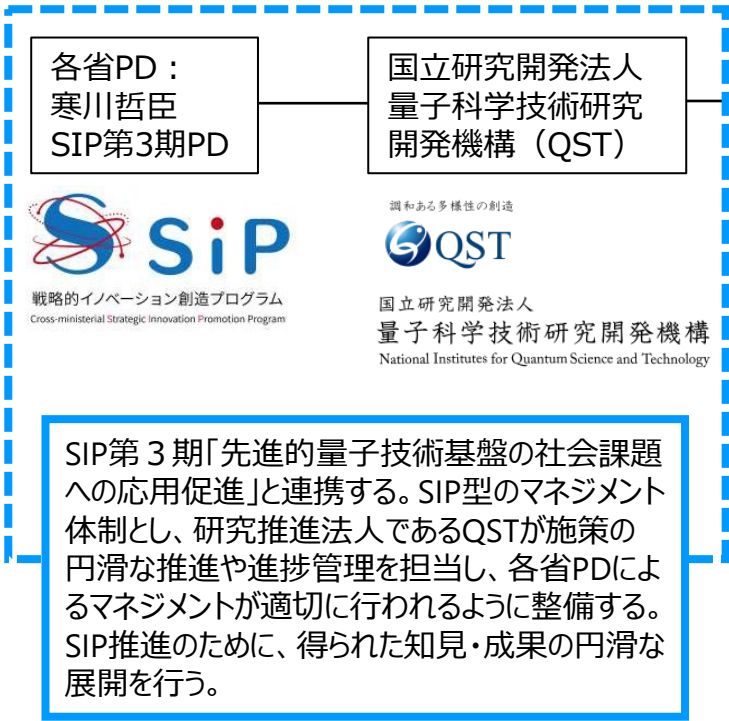 各省PD：
寒川哲臣
SIP第3期PD
国立研究開発法人
量子科学技術研究
開発機構（QST）
SiP
戦略的イノベーション創造プログラム
Cross-ministerial Strategic Innovation Promotion Program
調和ある多様性の創造
QST
国立研究開発法人
量子科学技術研究開発機構
National Institutes for Quantum Science and Technology
SIP第３期「先進的量子技術基盤の社会課題
への応用促進」と連携する。SIP型のマネジメント
体制とし、研究推進法人であるQSTが施策の
円滑な推進や進捗管理を担当し、各省PDによ
るマネジメントが適切に行われるように整備する。
SIP推進のために、得られた知見・成果の円滑な
展開を行う。